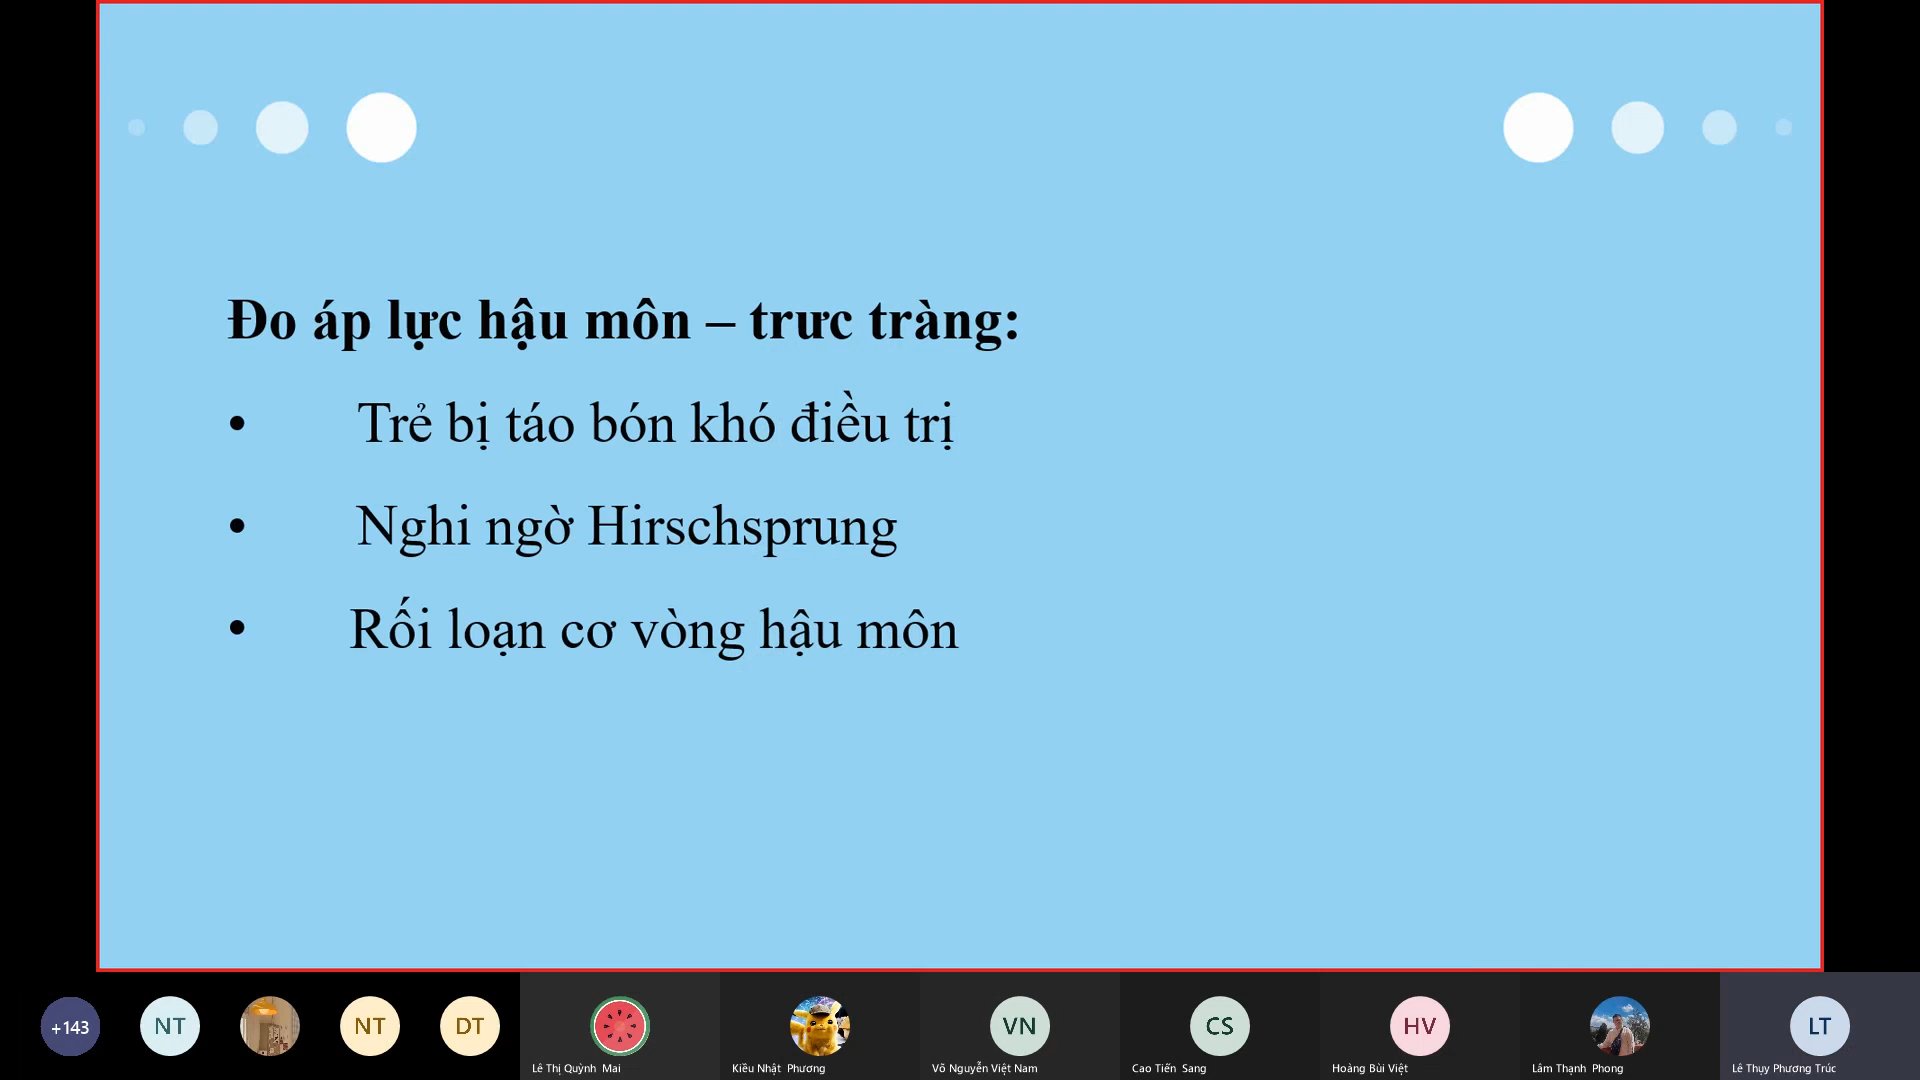 Đo áp lực hậu môn – trưc tràng:
• Trẻ bị táo bón khó điều trị
• Nghi ngờ Hirschsprung
• Rối loạn cơ vòng hậu môn
+143
NT
NT
DT
VN
CS
HV
LT
Lê Thị Quỳnh Mai
Kiều Nhật Phương
Võ Nguyễn Việt Nam
Cao Tiến Sang
Hoàng Bùi Việt
Lâm Thạnh Phong
Lê Thụy Phương Trúc